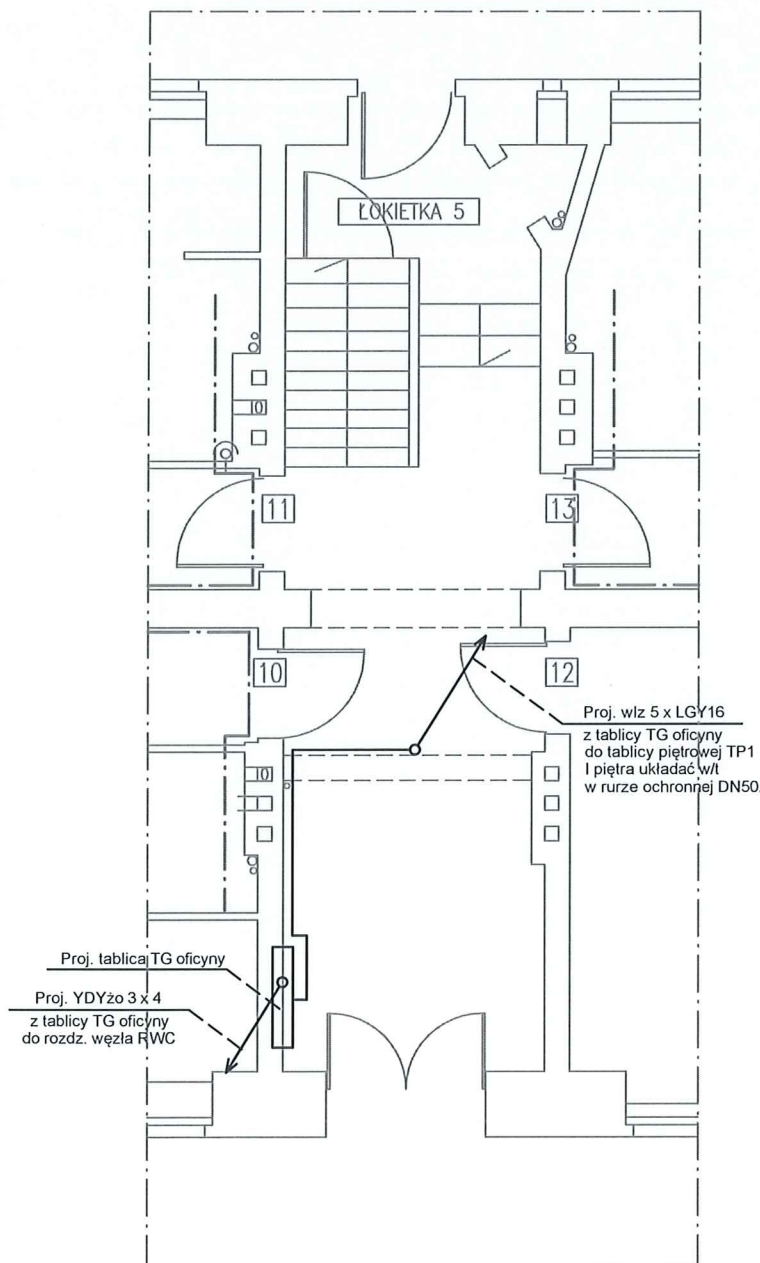 ŁOKIETKA 5
11
13
10
12
Proj. wlz 5 x LGY16
z tablicy TG oficyny
do tablicy piętrowej TP1
I piętra układać w/t
w rurze ochronnej DN50.
Proj. tablica TG oficyny
Proj. YDYżo 3 x 4
z tablicy TG oficyny
do rozdz. węzła RWC